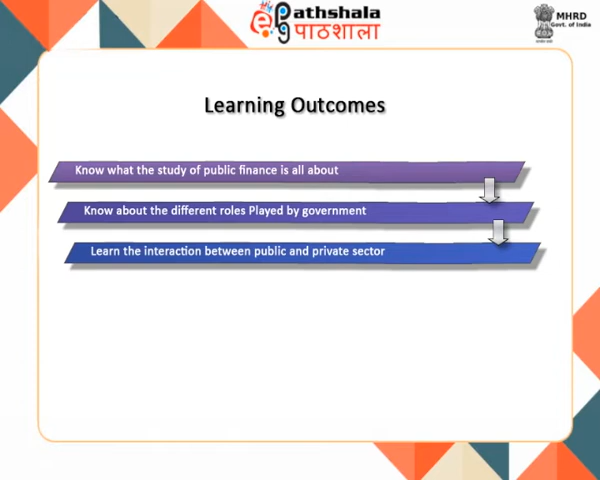 ePG Pathshala
पाठशाला
MHRD
Govt. of India
Learning Outcomes
Know what the study of public finance is all about
Know about the different roles Played by government
Learn the interaction between public and private sector